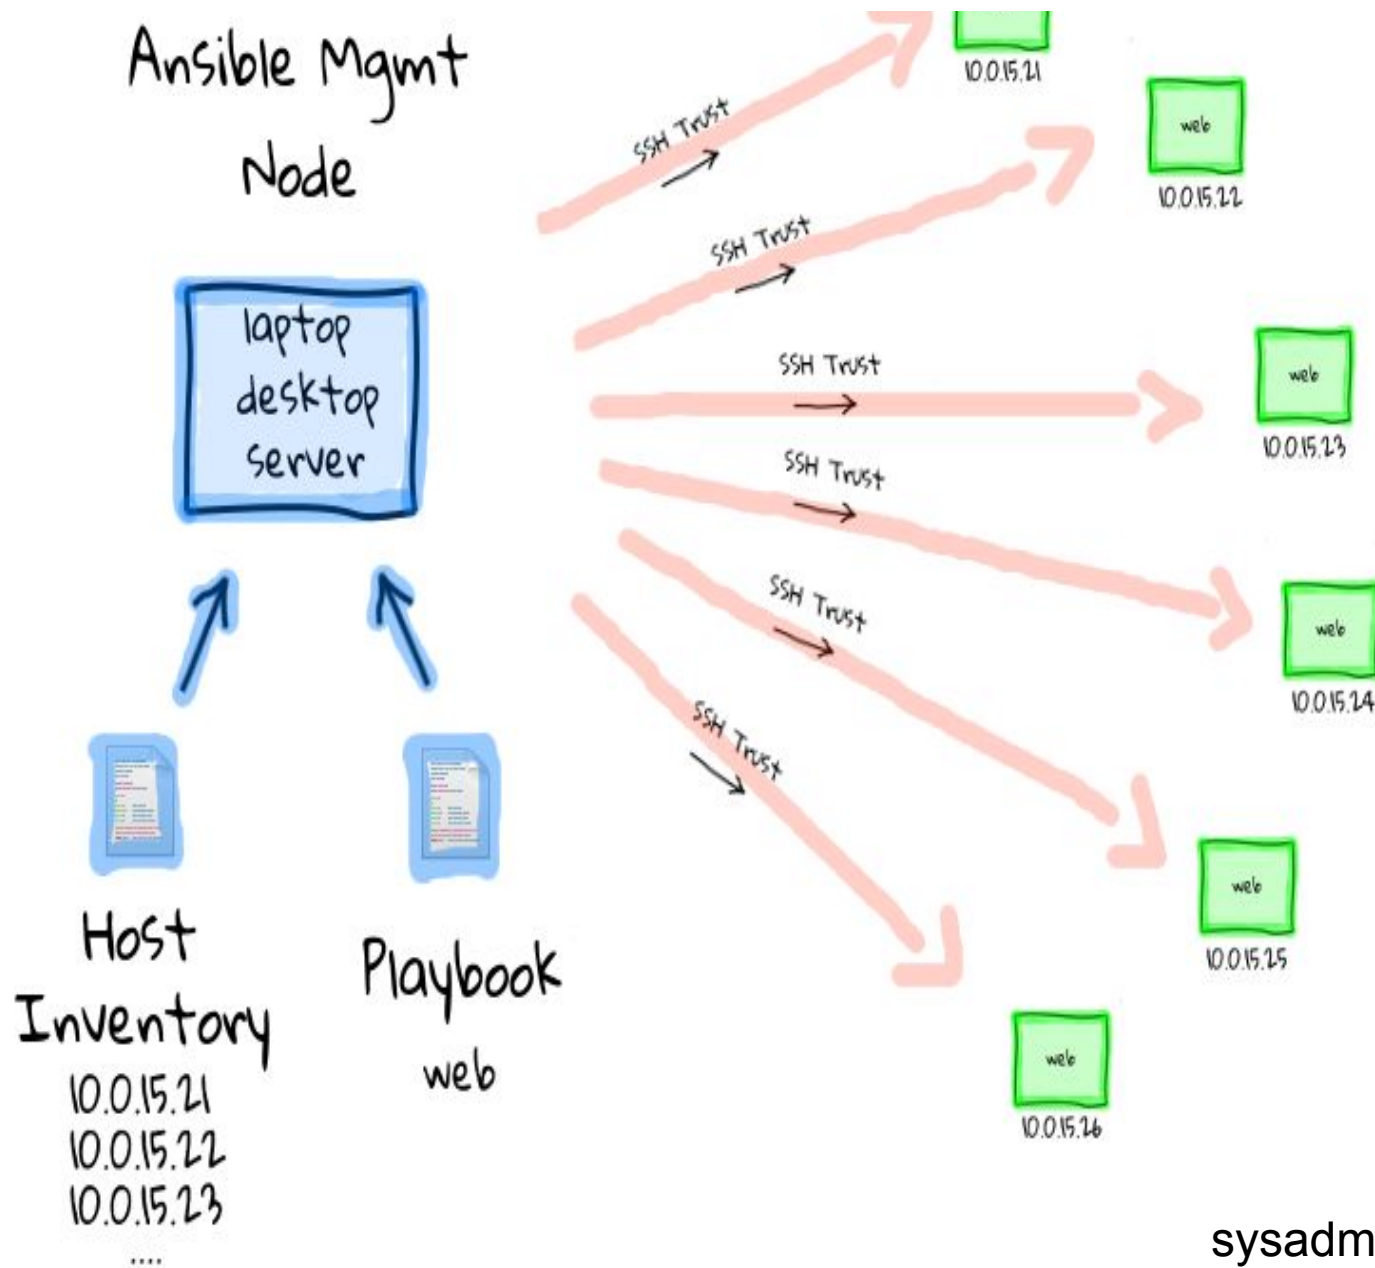 Ansible Mgmt
Node
laptop
desktop
server
Host
Inventory
10.0.15.21
10.0.15.22
10.0.15.23
....
Playbook
web
SSH Trust
10.0.15.21
SSH Trust
web
10.0.15.22
SSH Trust
web
10.0.15.23
SSH Trust
web
10.0.15.24
SSH Trust
web
10.0.15.25
SSH Trust
web
10.0.15.26
sysadm